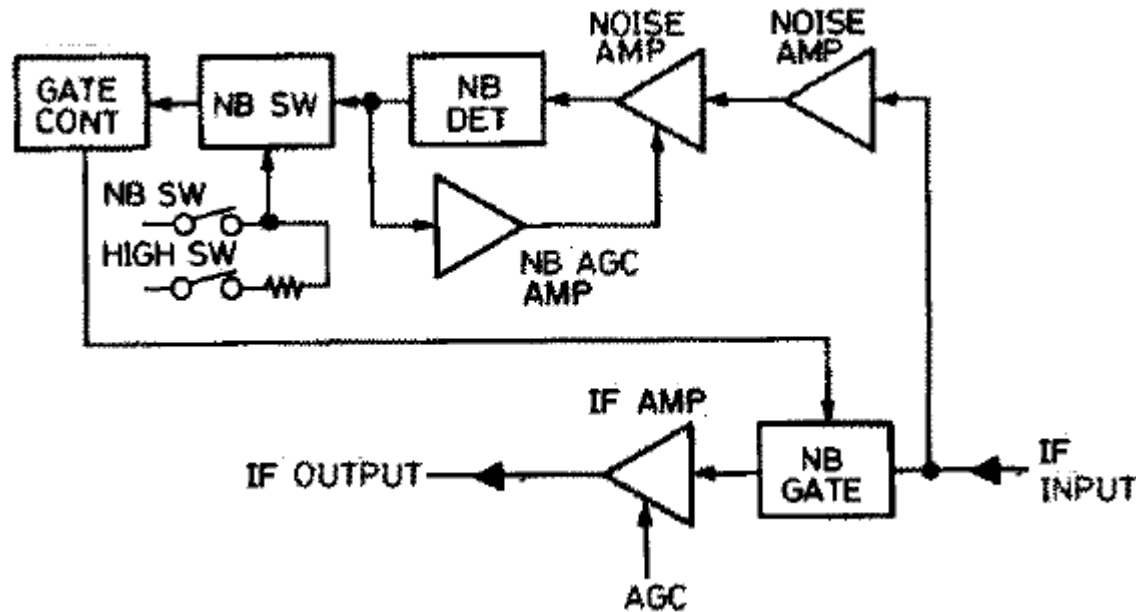 NOISE
AMP
NOISE
AMP
GATE
CONT
NB SW
NB
DET
NB SW
HIGH SW
NB AGC
AMP
IF AMP
IF OUTPUT
NB
GATE
IF
INPUT
AGC